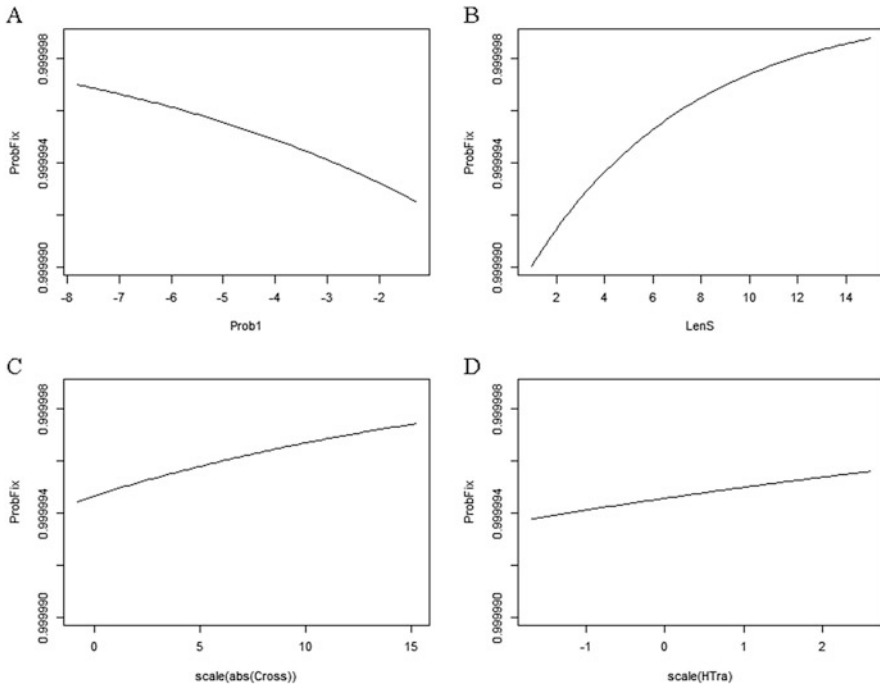 A
ProbFix
0.999990
0.999994
0.999998
-8 -7 -6 -5 -4 -3 -2
Prob1
B
ProbFix
0.999990
0.999994
0.999998
2 4 6 8 10 12 14
LenS
C
ProbFix
0.999990
0.999994
0.999998
0 5 10 15
scale(abs(Cross))
D
ProbFix
0.999990
0.999994
0.999998
-1 0 1 2
scale(HTra)